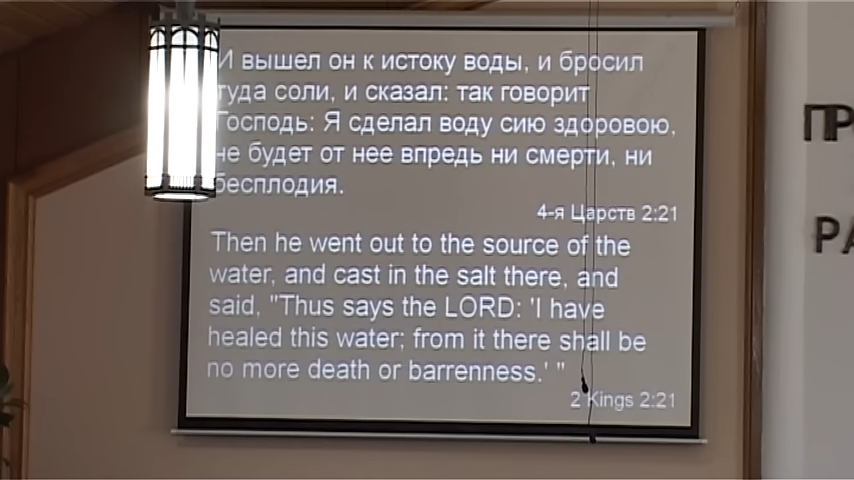 И вышел он к истоку воды, и бросил
туда соли, и сказал: так говорит
Господь: Я сделал воду сию здоровою,
не будет от нее впредь ни смерти, ни
бесплодия.
4-я Царств 2:21
Then he went out to the source of the
water, and cast in the salt there, and
said, "Thus says the LORD: 'I have
healed this water; from it there shall be
no more death or barrenness.' "
2 Kings 2:21
ПР
РА